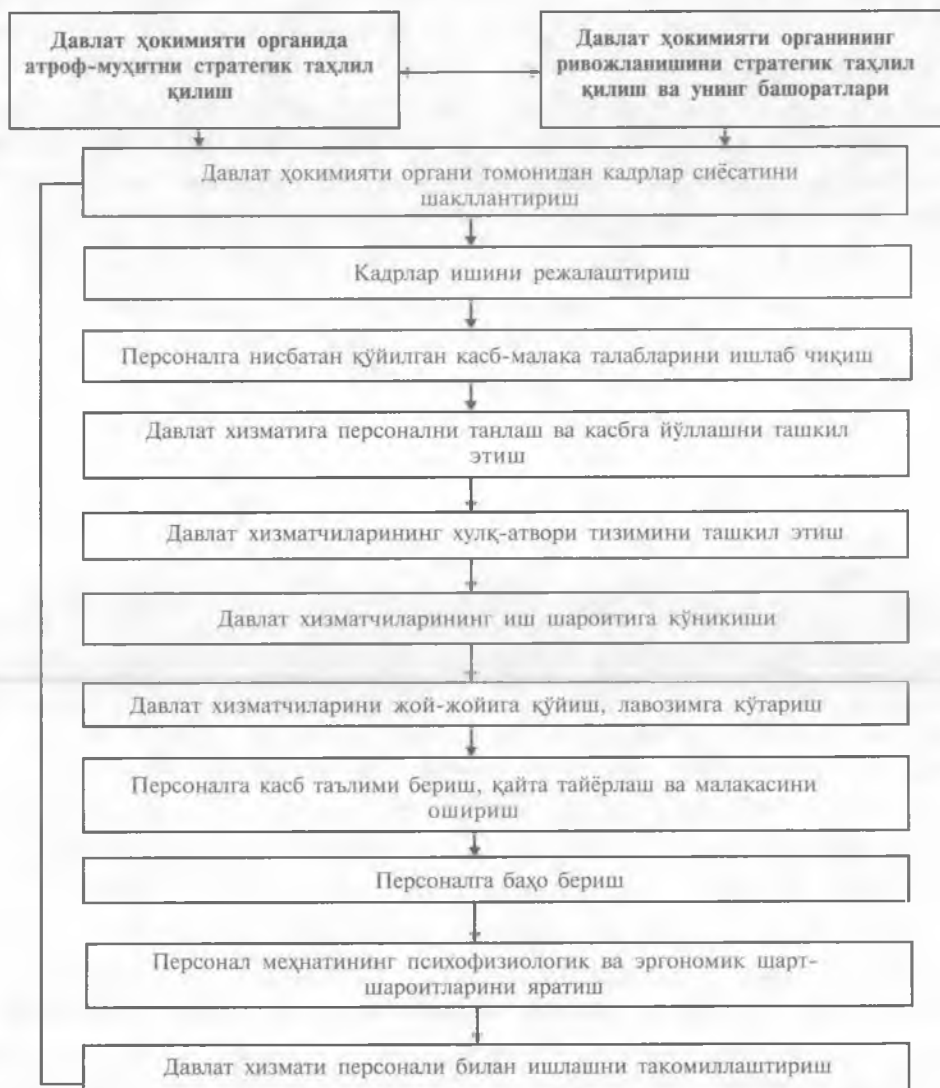 Давлат ҳокимияти органида
атроф-муҳитни стратегик таҳлил
қилиш
Давлат ҳокимияти органининг
ривожланишини стратегик таҳлил
қилиш ва унинг башоратлари
Давлат ҳокимияти органи томонидан кадрлар сиёсатини
шакллантириш
Кадрлар ишини режалаштириш
Персоналга нисбатан қўйилган касб-малака талабларини ишлаб чиқиш
Давлат хизматига персонални танлаш ва касбга йўллашни ташкил
этиш
Давлат хизматчиларининг хулқ-атвори тизимини ташкил этиш
Давлат хизматчиларининг иш шароитига кўникиши
Давлат хизматчиларини жой-жойига қўйиш, лавозимга кўтариш
Персоналга касб таълими бериш, қайта тайёрлаш ва малакасини
ошириш
Персоналга баҳо бериш
Персонал меҳнатининг психофизиологик ва эргономик шарт-
шароитларини яратиш
Давлат хизмати персонали билан ишлашни такомиллаштириш